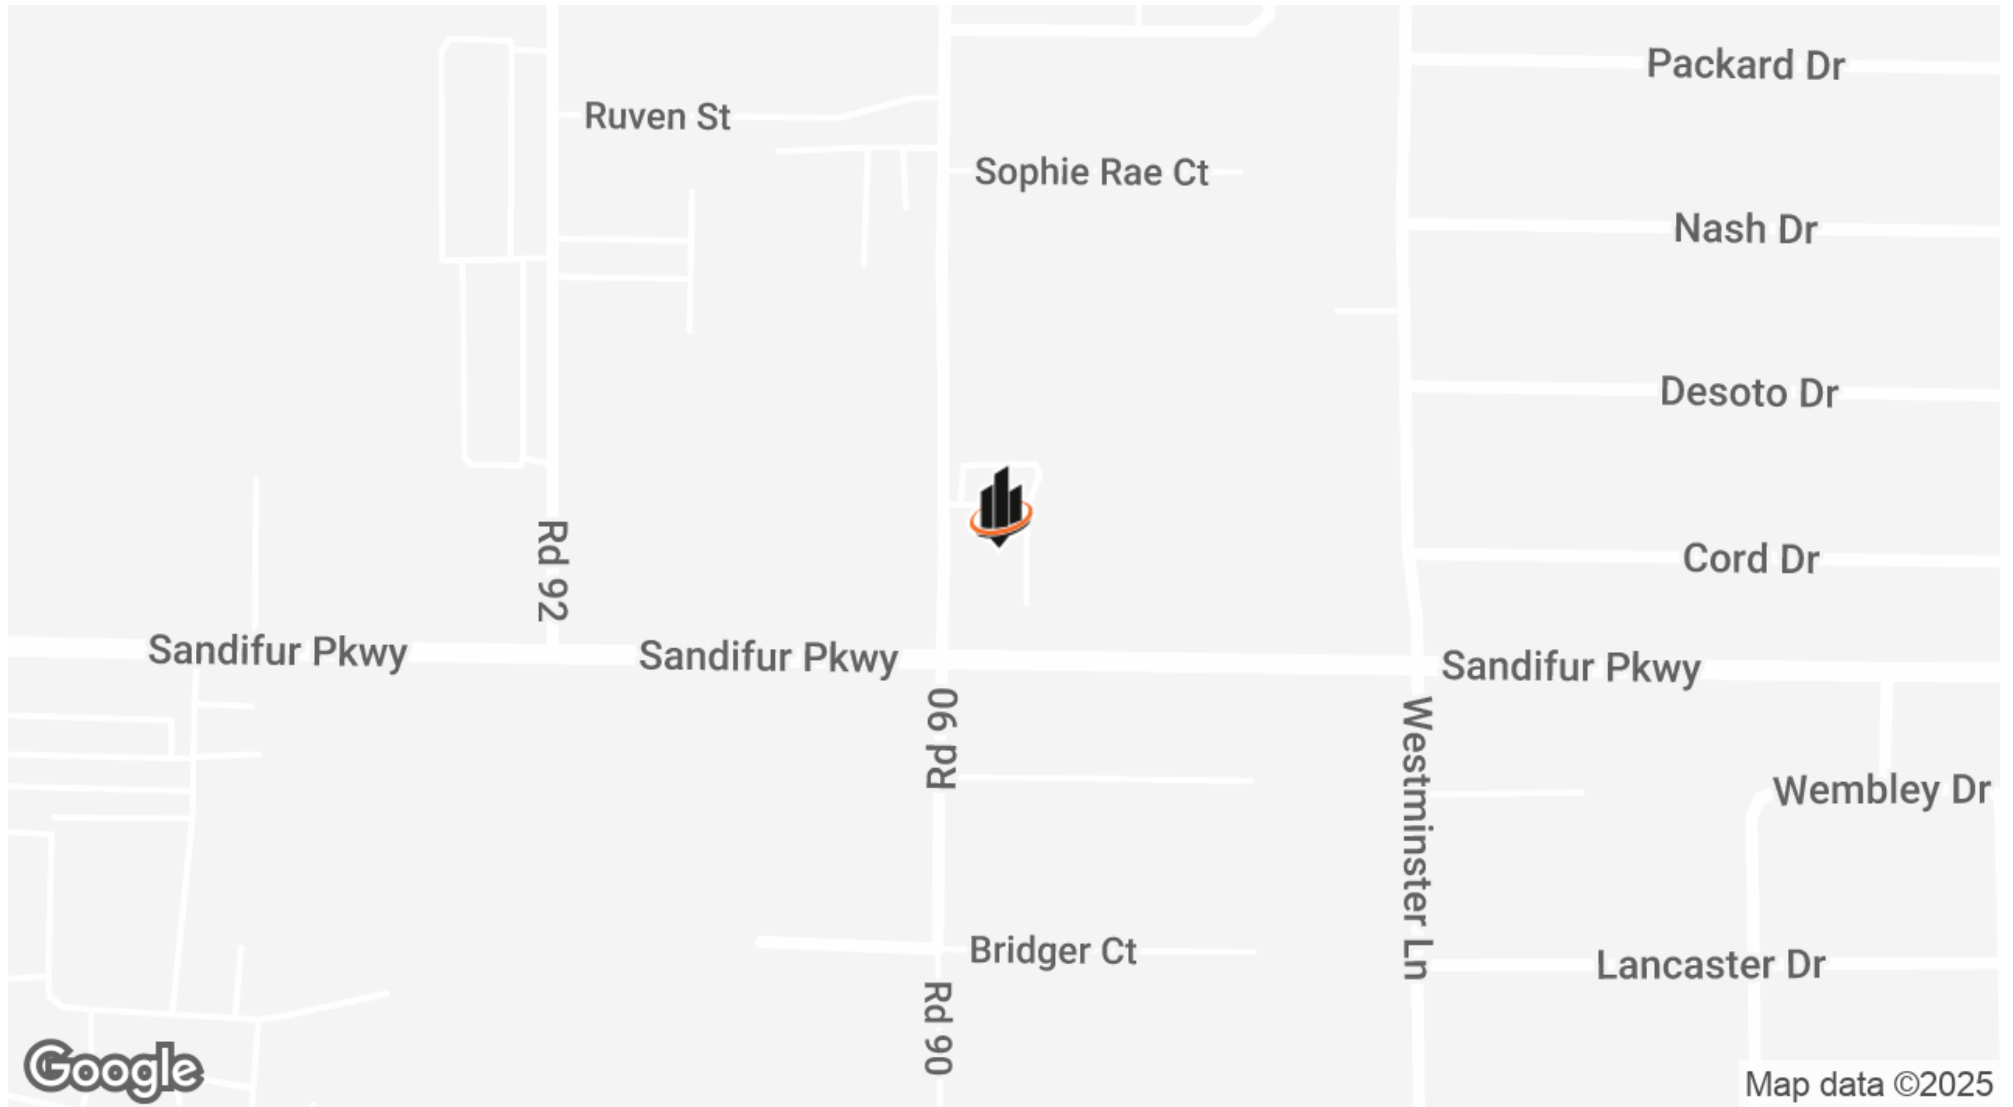 Packard Dr
Ruven St
Sophie Rae Ct
Nash Dr
Desoto Dr
Rd 92
Cord Dr
Sandifur Pkwy
Sandifur Pkwy
Sandifur Pkwy
Rd 90
Westminster Ln
Wembley Dr
Bridger Ct
Lancaster Dr
Rd 90
Google
Map data ©2025